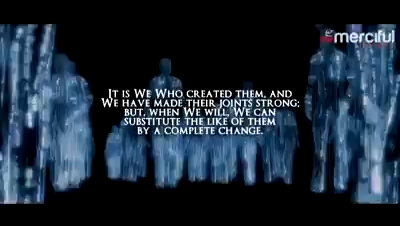 merciful
IT IS WE WHO CREATED THEM, AND
WE HAVE MADE THEIR JOINTS STRONG;
BUT, WHEN WE WILL, WE CAN
SUBSTITUTE THE LIKE OF THEM
BY A COMPLETE CHANGE.